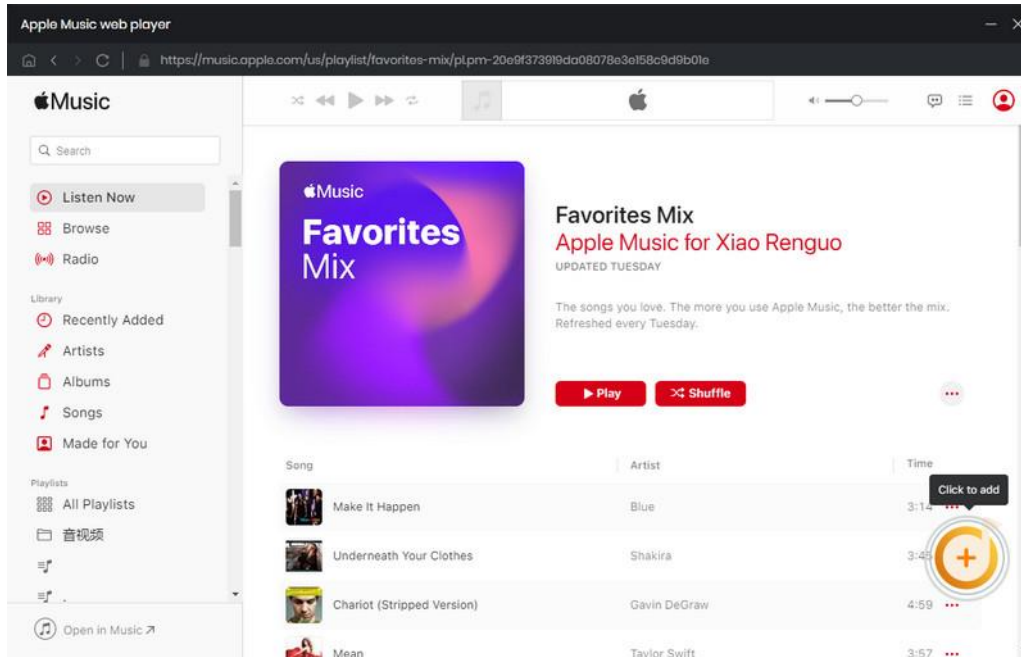 Apple Music web player
https://music.apple.com/us/playlist/favorites-mix/pl.pm-20e9f373919da08078e3e158c9d9b01e
Music
Search
Listen Now
Browse
Radio
Library
Recently Added
Artists
Albums
Songs
Made for You
Playlists
All Playlists
音视频
.
Open in Music
Music
Favorites
Mix
Favorites Mix
Apple Music for Xiao Renguo
UPDATED TUESDAY
The songs you love. The more you use Apple Music, the better the mix.
Refreshed every Tuesday.
Play
Shuffle
Song Artist Time
Click to add
Make It Happen Blue 3:14
Underneath Your Clothes Shakira 3:45
Chariot (Stripped Version) Gavin DeGraw 4:59
Mean Taylor Swift 3:57